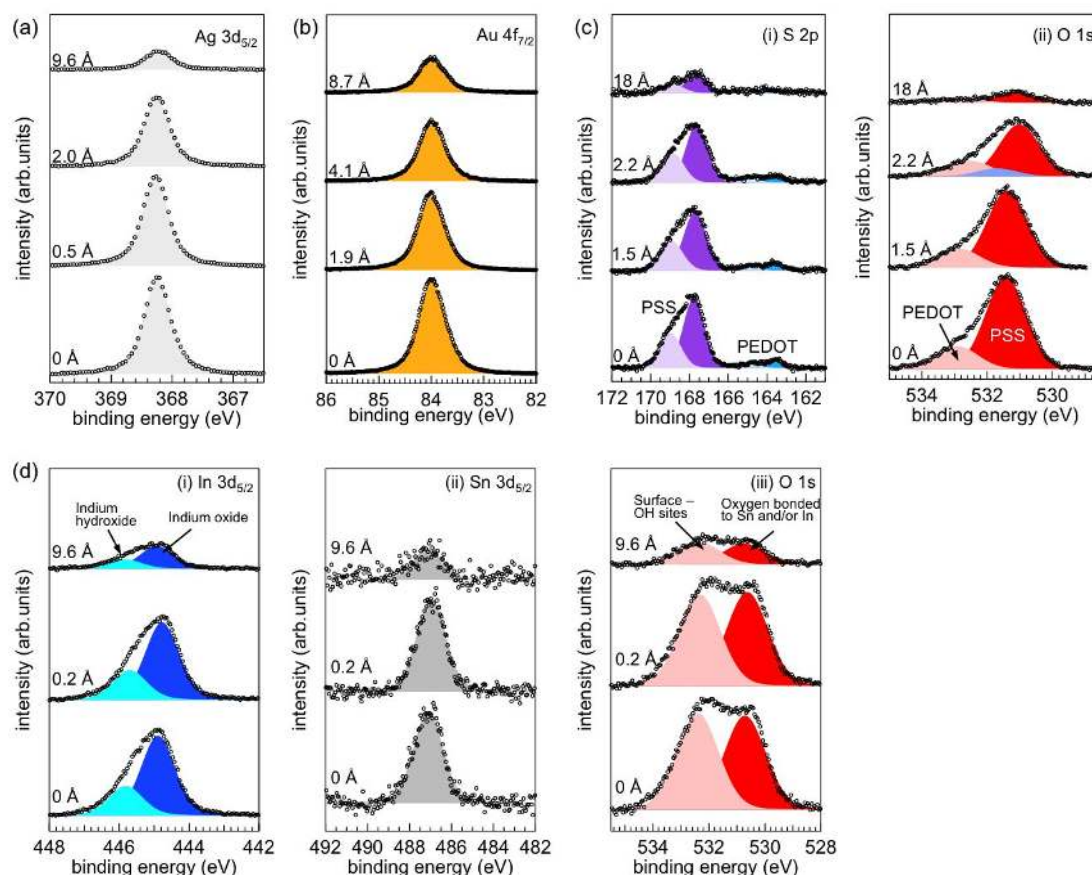 (a)
Ag 3d5/2
9.6 Å
2.0 Å
0.5 Å
0 Å
intensity (arb.units)
370 369 368 367
binding energy (eV)
(b)
Au 4f7/2
8.7 Å
4.1 Å
1.9 Å
0 Å
intensity (arb.units)
86 85 84 83 82
binding energy (eV)
(c)
(i) S 2p
18 Å
2.2 Å
1.5 Å
PSS
PEDOT
0 Å
intensity (arb.units)
172 170 168 166 164 162
binding energy (eV)
(ii) O 1s
18 Å
2.2 Å
1.5 Å
PEDOT
PSS
0 Å
intensity (arb.units)
534 532 530
binding energy (eV)
(d)
(i) In 3d5/2
Indium
hydroxide
Indium oxide
9.6 Å
0.2 Å
0 Å
intensity (arb.units)
448 446 444 442
binding energy (eV)
(ii) Sn 3d5/2
9.6 Å
0.2 Å
0 Å
intensity (arb.units)
492 490 488 486 484 482
binding energy (eV)
(iii) O 1s
Surface –
OH sites
Oxygen bonded
to Sn and/or In
9.6 Å
0.2 Å
0 Å
intensity (arb.units)
534 532 530 528
binding energy (eV)